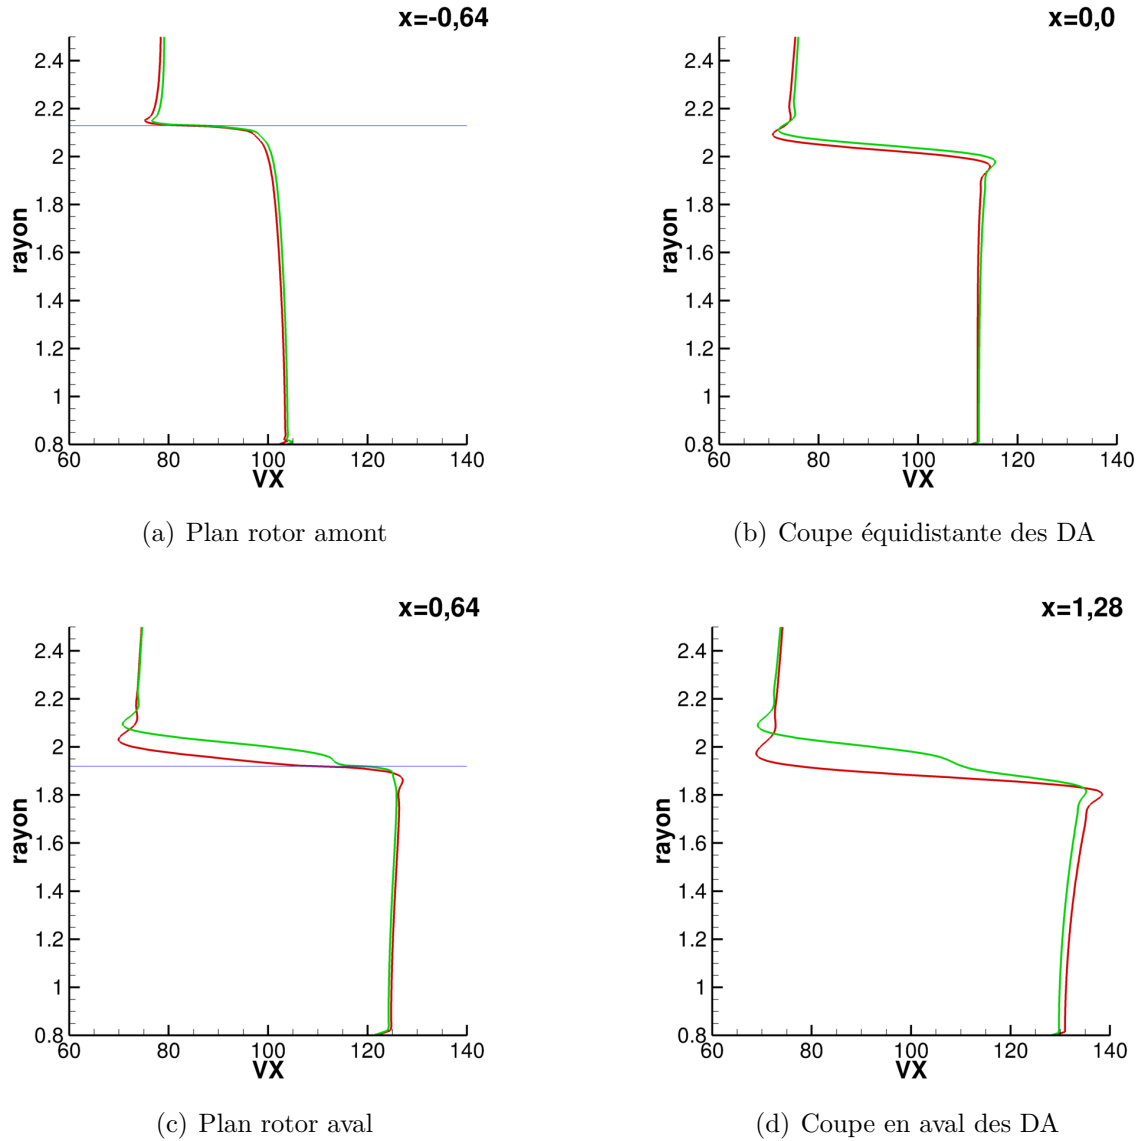 x=-0,64
2.4
2.2
2
1.8
1.6
1.4
1.2
1
0.8
rayon
60 80 100 120 140
VX
(a) Plan rotor amont
x=0,0
2.4
2.2
2
1.8
1.6
1.4
1.2
1
0.8
rayon
60 80 100 120 140
VX
(b) Coupe équidistante des DA
x=0,64
2.4
2.2
2
1.8
1.6
1.4
1.2
1
0.8
rayon
60 80 100 120 140
VX
(c) Plan rotor aval
x=1,28
2.4
2.2
2
1.8
1.6
1.4
1.2
1
0.8
rayon
60 80 100 120 140
VX
(d) Coupe en aval des DA